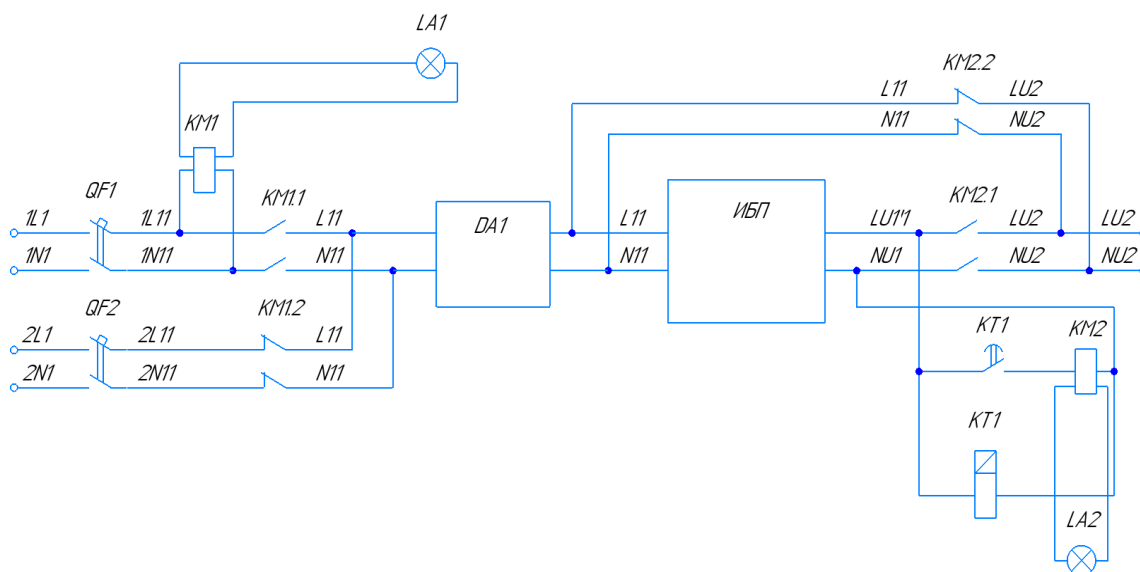 LA1
KM2.2
L11 LU2
KM1
N11 NU2
QF1 KM1.1 DA1 ИБП KM2.1
1L1 1L11 L11 L11 LU1'1 LU2 LU2
1N1 1N11 N11 N11 NU1 NU2 NU2
QF2 KM1.2
2L1 2L11 L11 KT1 KM2
2N1 2N11 N11
KT1
LA2